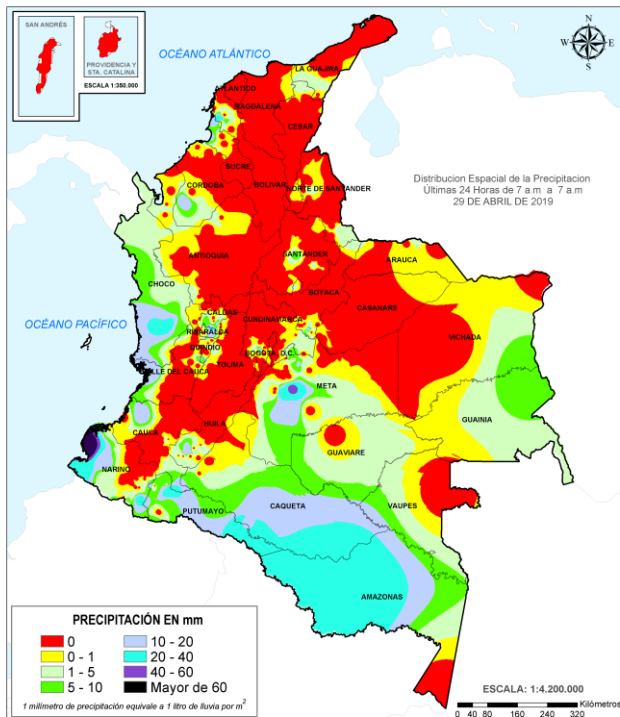 SAN ANDRÉS
PROVIDENCIA Y
STA. CATALINA
ESCALA 1:350.000
OCÉANO ATLÁNTICO
N
W
E
S
LA GUAJIRA
ATLANTICO
MAGDALENA
CESAR
SUCRE
CORDOBA
BOLIVAR
NORTE DE SANTANDER
Distribucion Espacial de la Precipitacion
Últimas 24 Horas de 7 a.m a 7 a.m
29 DE ABRIL DE 2019
ANTIOQUIA
SANTANDER
ARAUCA
CHOCO
BOYACA
CASANARE
OCÉANO PACÍFICO
CALDAS
RISARALDA
CUNDINAMARCA
VICHADA
QUINDIO
BOGOTA, D.C.
TOLIMA
VALLE DEL CAUCA
META
GUAINIA
CAUCA
HUILA
GUAVIARE
NARIÑO
PUTUMAYO
CAQUETA
VAUPES
AMAZONAS
PRECIPITACIÓN EN mm
0
10 - 20
0 - 1
20 - 40
1 - 5
40 - 60
5 - 10
Mayor de 60
1 milímetro de precipitación equivale a 1 litro de lluvia por m²
ESCALA: 1:4.200.000
Kilómetros
0 40 80 160 240 320